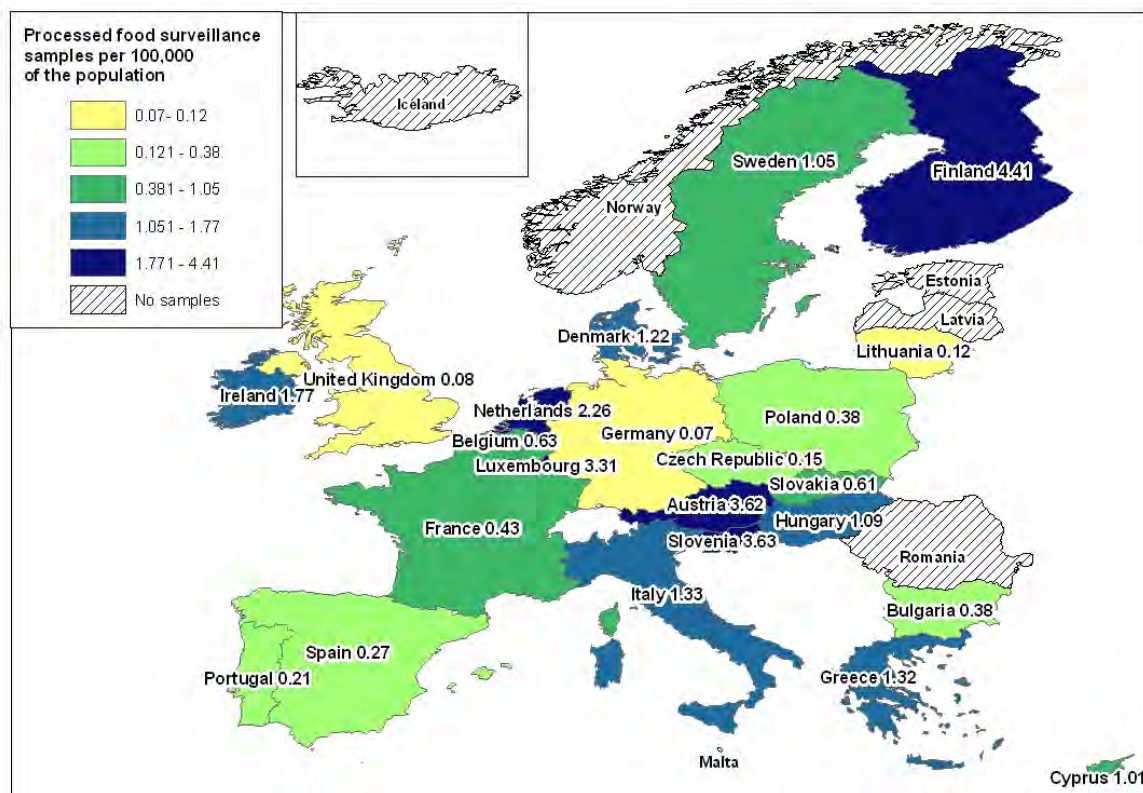 Processed food surveillance
samples per 100,000
of the population
0.07- 0.12
0.121 - 0.38
0.381 - 1.05
1.051 - 1.77
1.771 - 4.41
No samples
Iceland
Sweden 1.05
Finland 4.41
Norway
Estonia
Latvia
Denmark 1.22
Lithuania 0.12
United Kingdom 0.08
Ireland 1.77
Netherlands 2.26
Poland 0.38
Germany 0.07
Belgium 0.63
Czech Republic 0.15
Luxembourg 3.31
Slovakia 0.61
Austria 3.62
Hungary 1.09
France 0.43
Slovenia 3.63
Romania
Italy 1.33
Bulgaria 0.38
Spain 0.27
Portugal 0.21
Greece 1.32
Malta
Cyprus 1.01